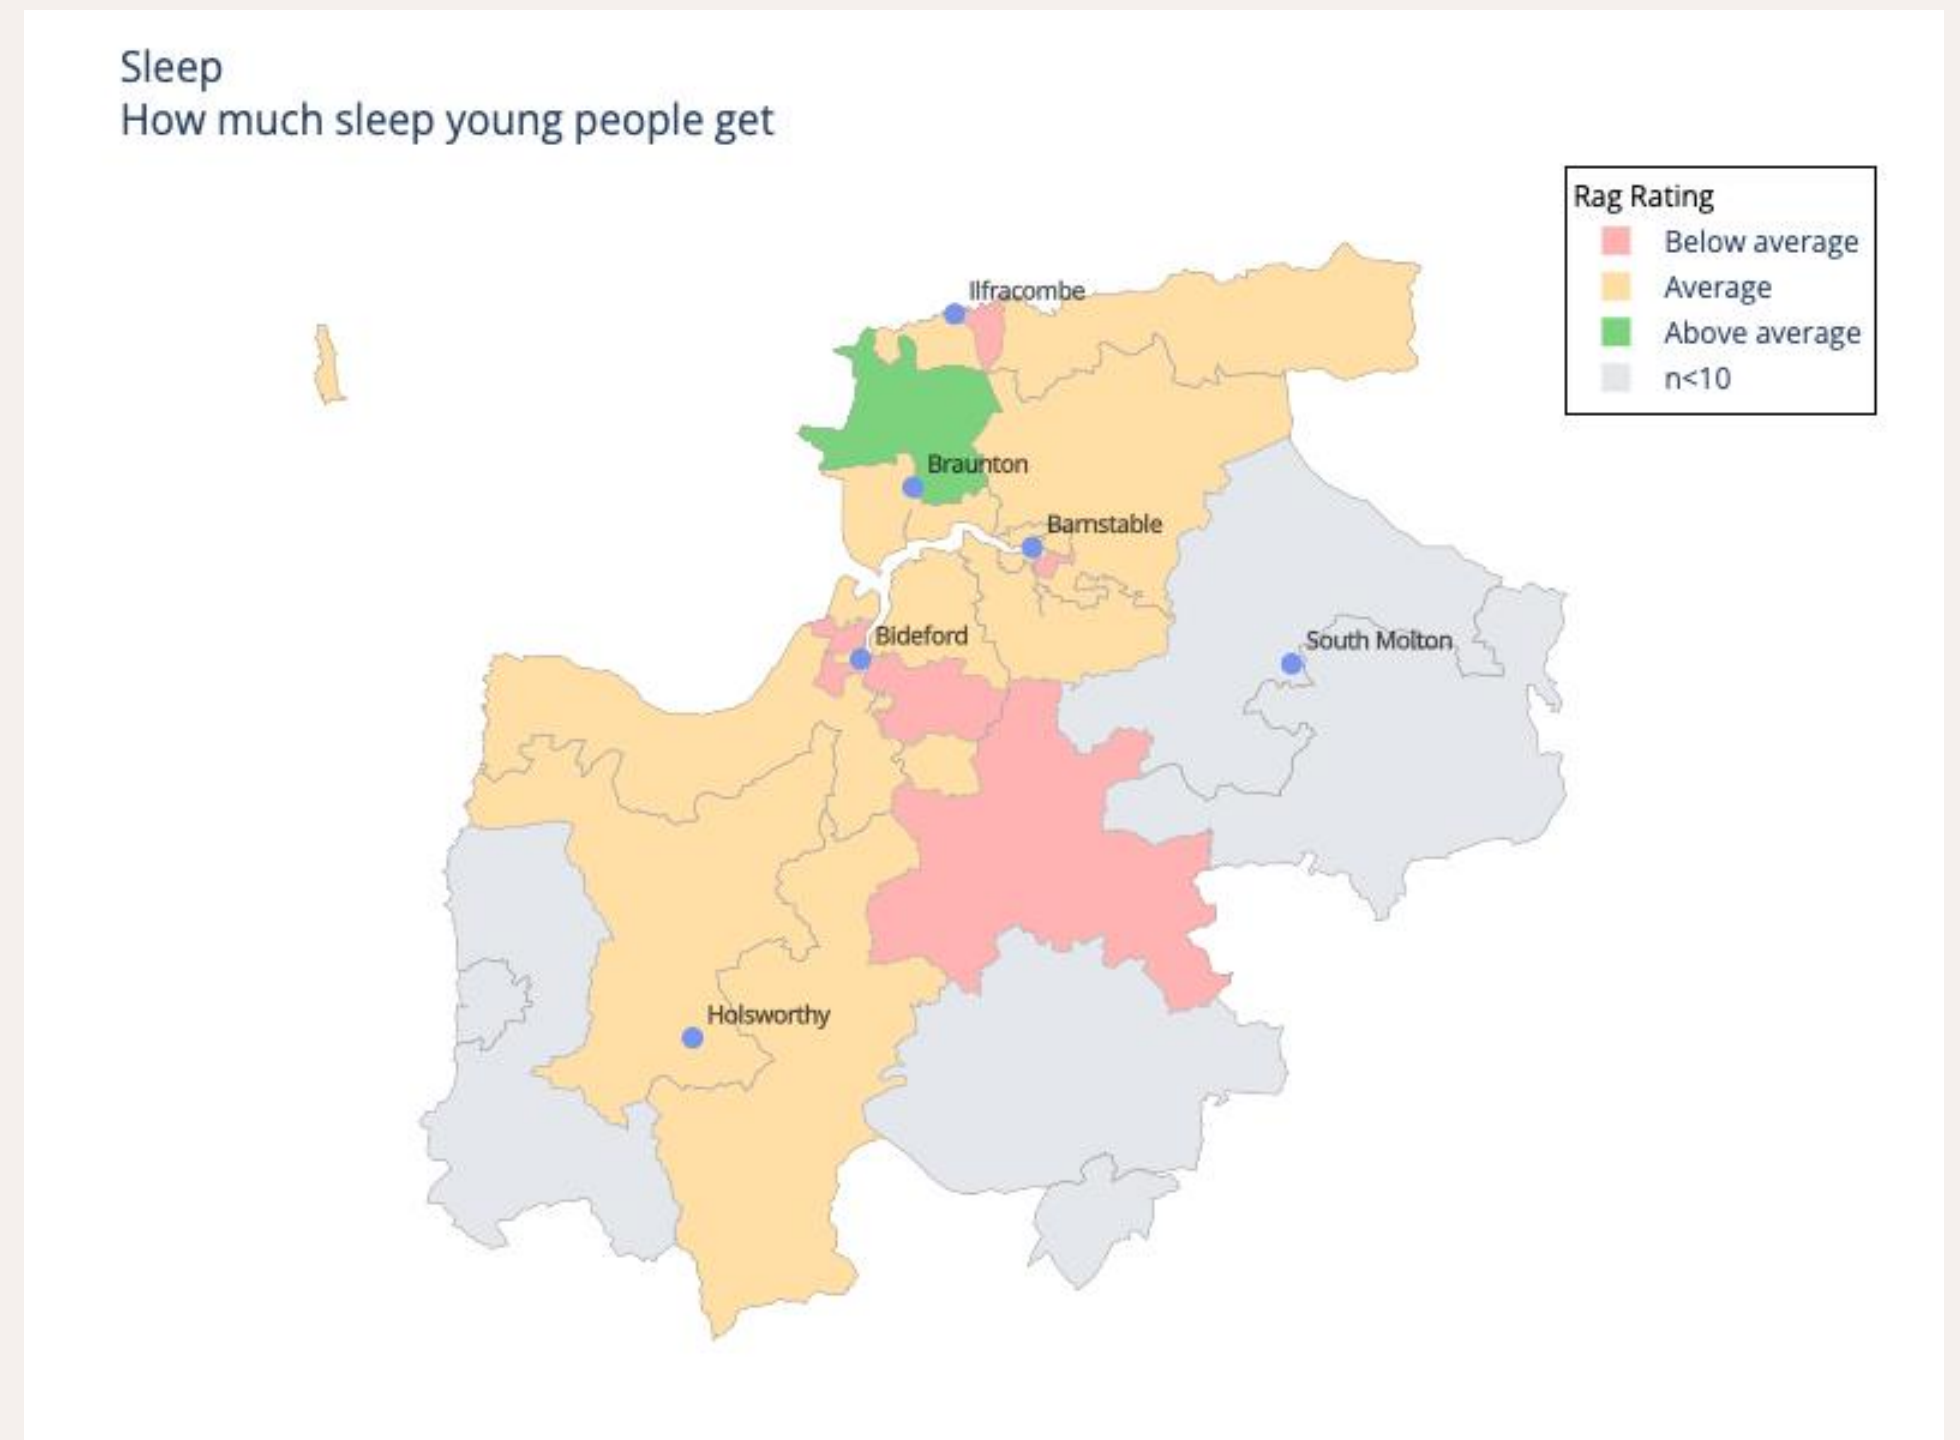 Sleep
How much sleep young people get
Rag Rating
Below average
Average
Above average
n<10
Ilfracombe
Braunton
Barnstable
Bideford
South Molton
Holsworthy